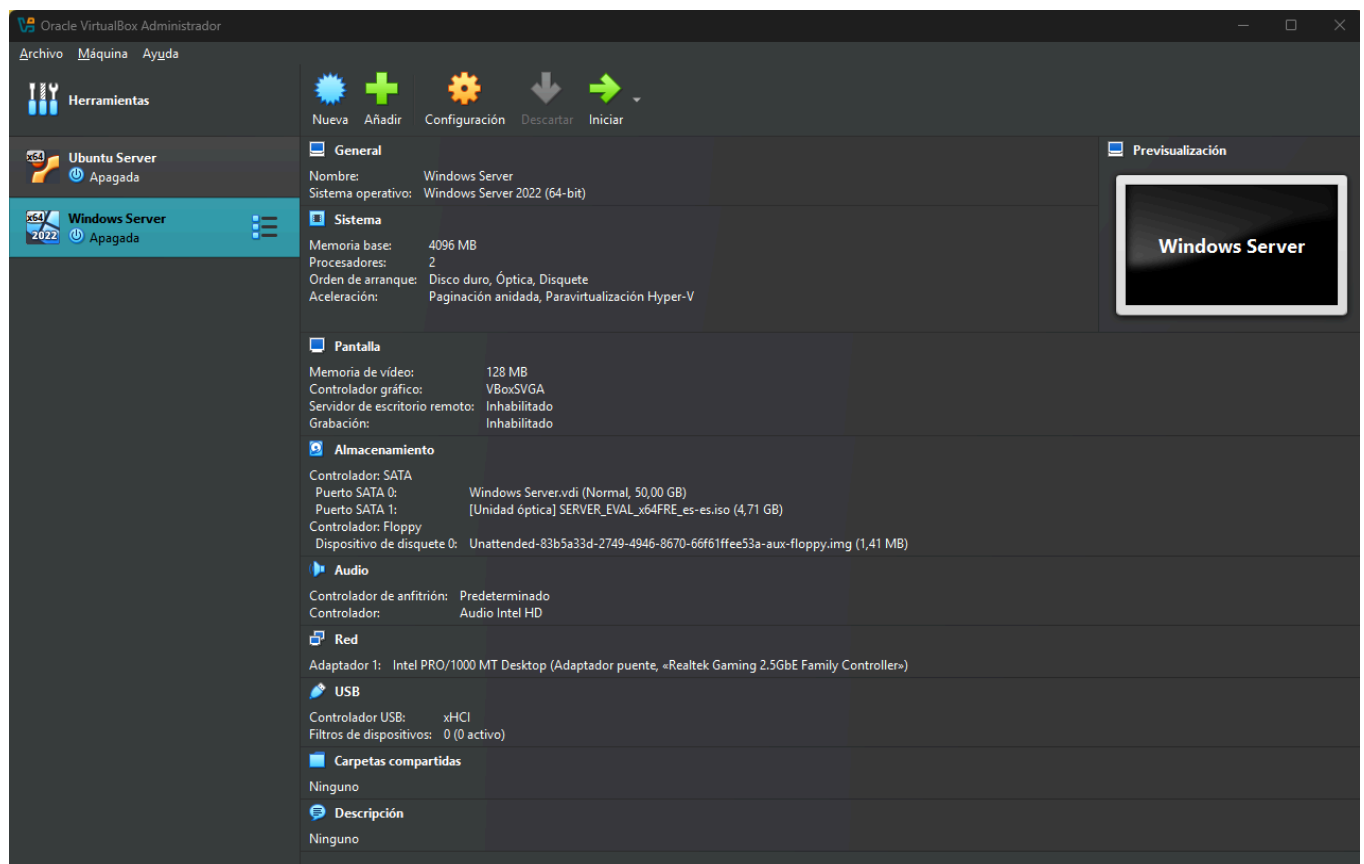 Oracle VirtualBox Administrador
Archivo Máquina Ayuda
Herramientas
Nueva Añadir Configuración Descartar Iniciar
x64
Ubuntu Server
Apagada
x64
2022
Windows Server
Apagada
General
Nombre: Windows Server
Sistema operativo: Windows Server 2022 (64-bit)
Previsualización
Windows Server
Sistema
Memoria base: 4096 MB
Procesadores: 2
Orden de arranque: Disco duro, Óptica, Disquete
Aceleración: Paginación anidada, Paravirtualización Hyper-V
Pantalla
Memoria de vídeo: 128 MB
Controlador gráfico: VBoxSVGA
Servidor de escritorio remoto: Inhabilitado
Grabación: Inhabilitado
Almacenamiento
Controlador: SATA
Puerto SATA 0: Windows Server.vdi (Normal, 50,00 GB)
Puerto SATA 1: [Unidad óptica] SERVER_EVAL_x64FRE_es-es.iso (4,71 GB)
Controlador: Floppy
Dispositivo de disquete 0: Unattended-83b5a33d-2749-4946-8670-66f61ffee53a-aux-floppy.img (1,41 MB)
Audio
Controlador de anfitrión: Predeterminado
Controlador: Audio Intel HD
Red
Adaptador 1: Intel PRO/1000 MT Desktop (Adaptador puente, «Realtek Gaming 2.5GbE Family Controller»)
USB
Controlador USB: xHCI
Filtros de dispositivos: 0 (0 activo)
Carpetas compartidas
Ninguno
Descripción
Ninguno